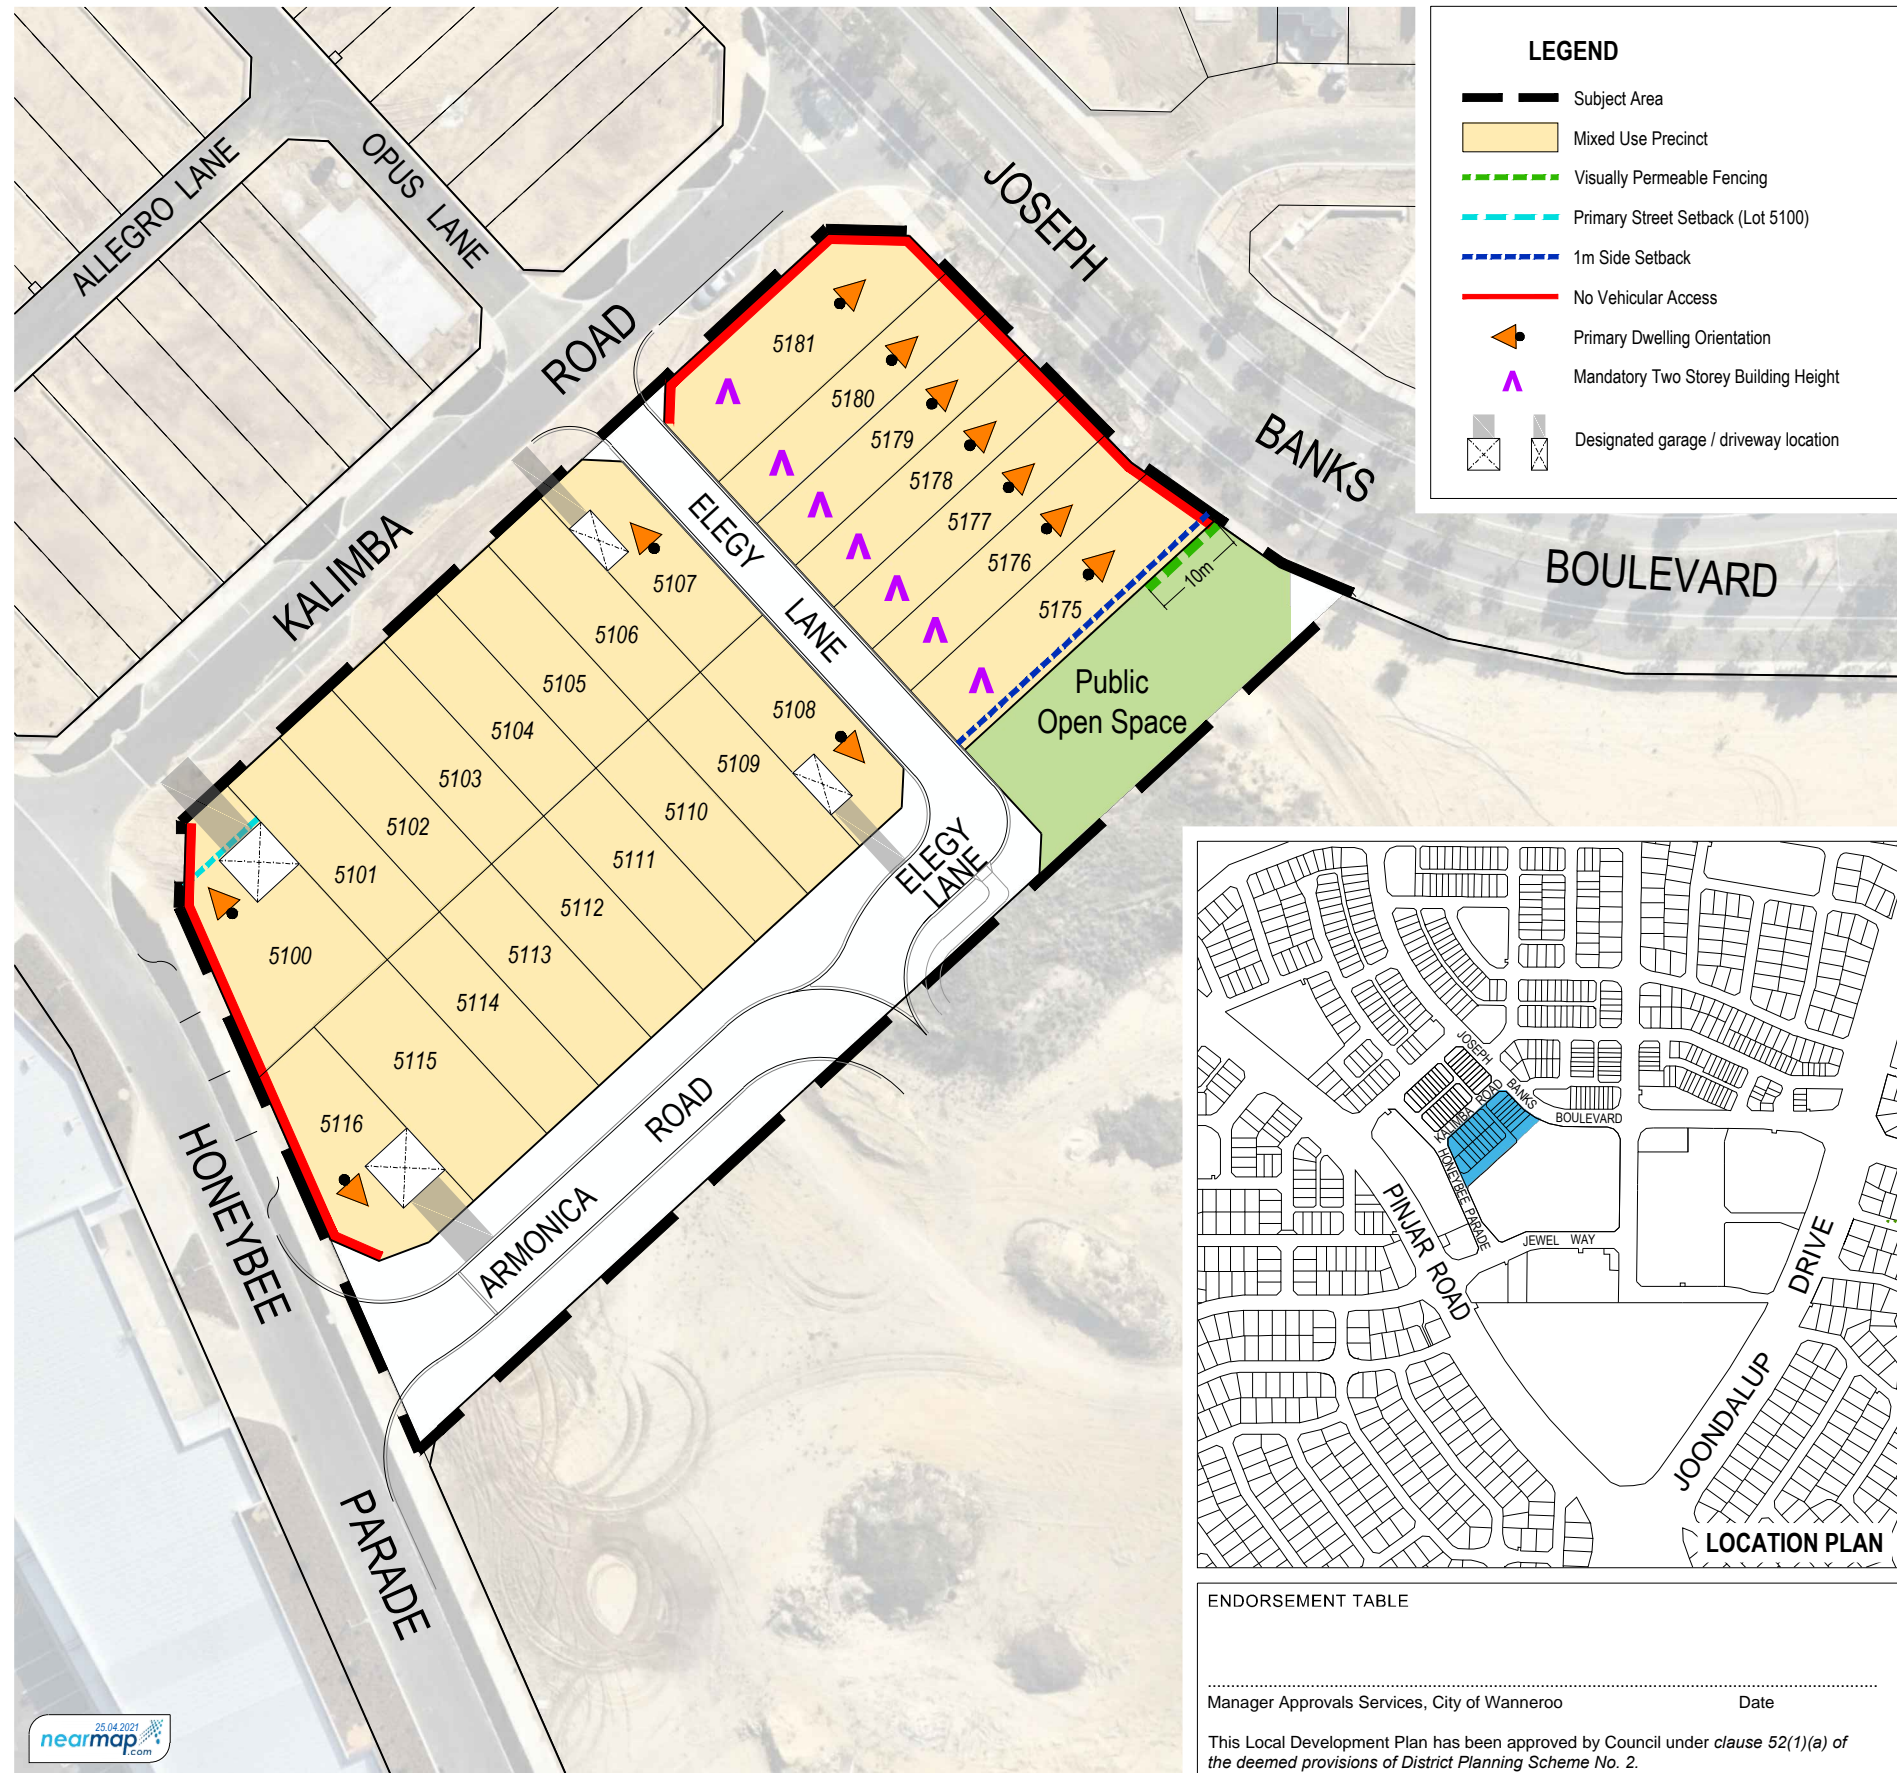 LEGEND
Subject Area
Mixed Use Precinct
Visually Permeable Fencing
Primary Street Setback (Lot 5100)
1m Side Setback
No Vehicular Access
Primary Dwelling Orientation
Mandatory Two Storey Building Height
Designated garage / driveway location
ALLEGRO LANE
OPUS LANE
KALIMBA ROAD
JOSEPH
BANKS
BOULEVARD
5181
5180
5179
5178
5177
5176
5175
10m
ELEGY LANE
Public
Open Space
5107
5106
5105
5104
5103
5102
5101
5100
5108
5109
5110
5111
5112
5113
5114
5115
5116
ELEGY
LANE
ARMONICA ROAD
HONEYBEE PARADE
JOSEPH
BANKS
BOULEVARD
KALIMBA ROAD
HONEYBEE PARADE
PINJAR ROAD
JEWEL WAY
JOONDALUP DRIVE
LOCATION PLAN
ENDORSEMENT TABLE
Manager Approvals Services, City of Wanneroo Date
This Local Development Plan has been approved by Council under clause 52(1)(a) of
the deemed provisions of District Planning Scheme No. 2.
25.04.2021
nearmap
.com